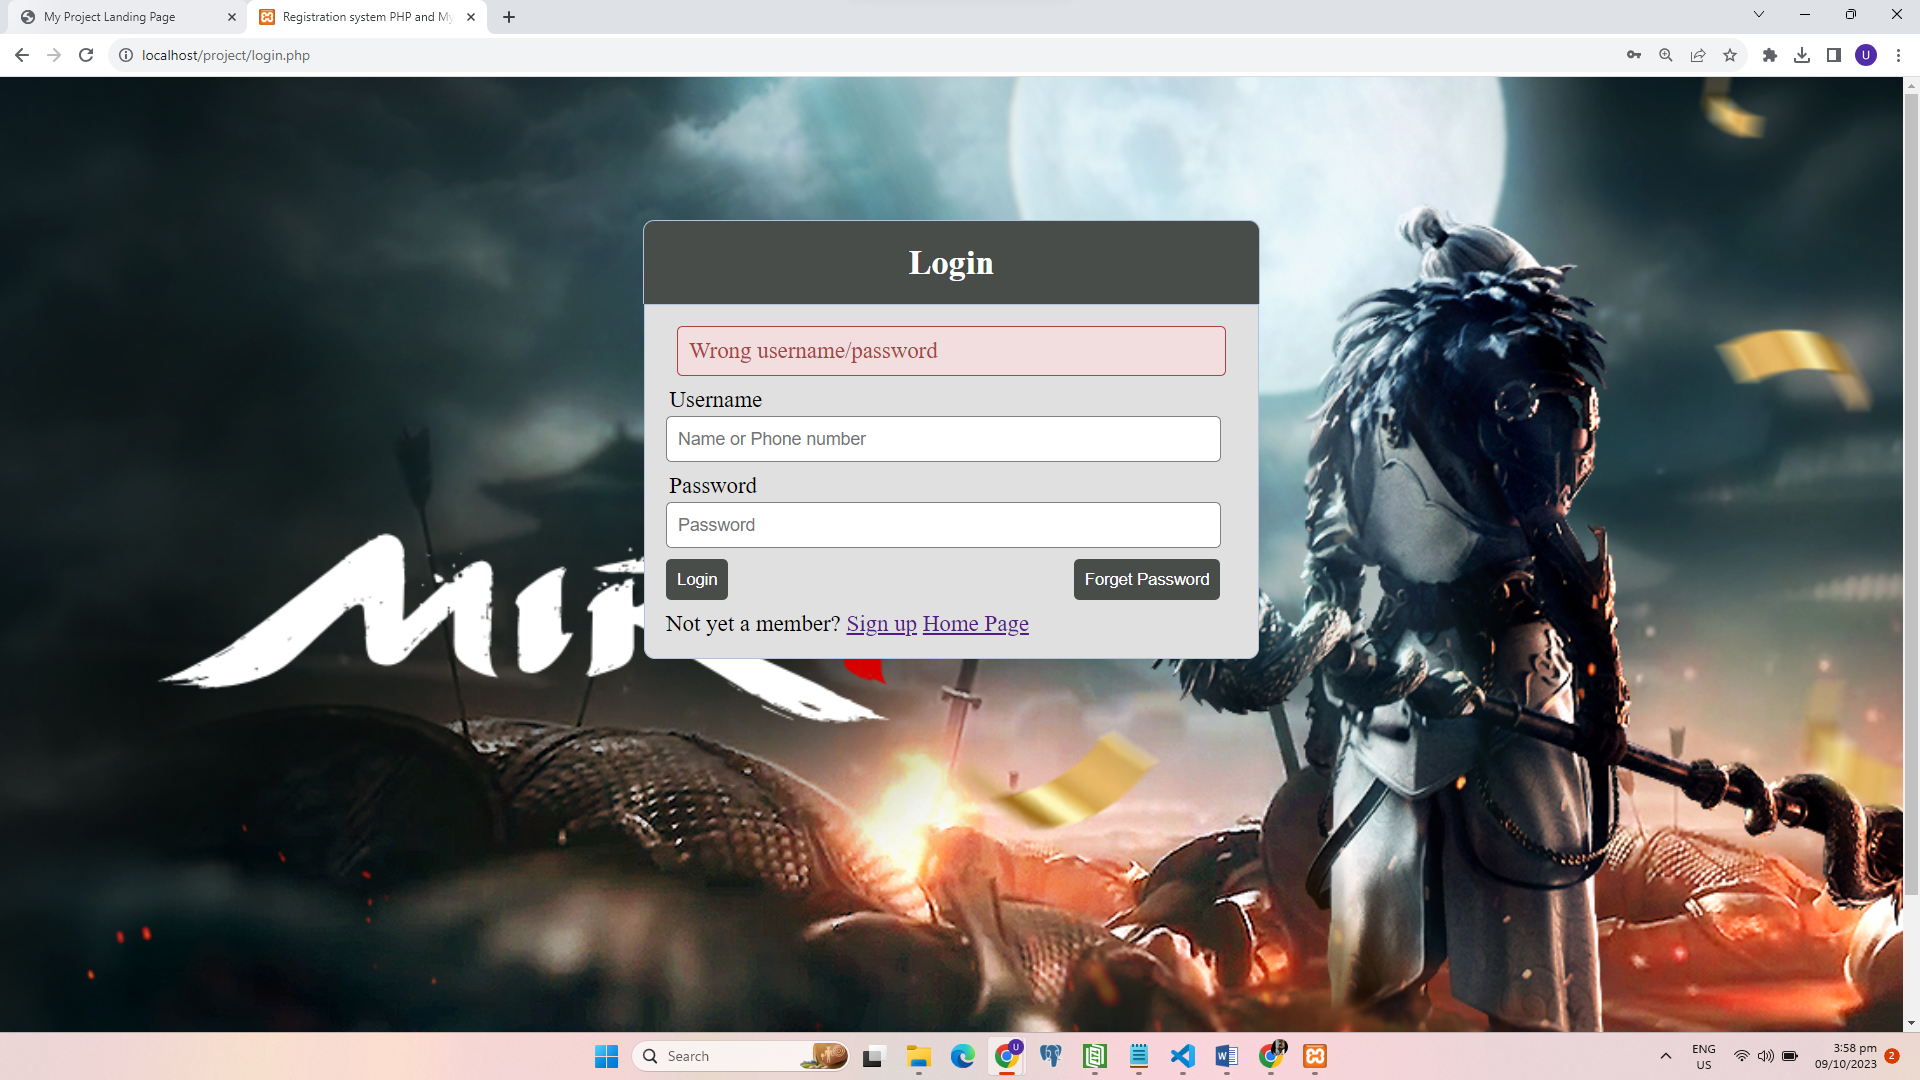 My Project Landing Page
Registration system PHP and My
localhost/project/login.php
U
Login
Wrong username/password
Username
Name or Phone number
Password
Password
Login
Forget Password
Not yet a member? Sign up Home Page
Search
U
ENG
US
3:58 pm
09/10/2023
2